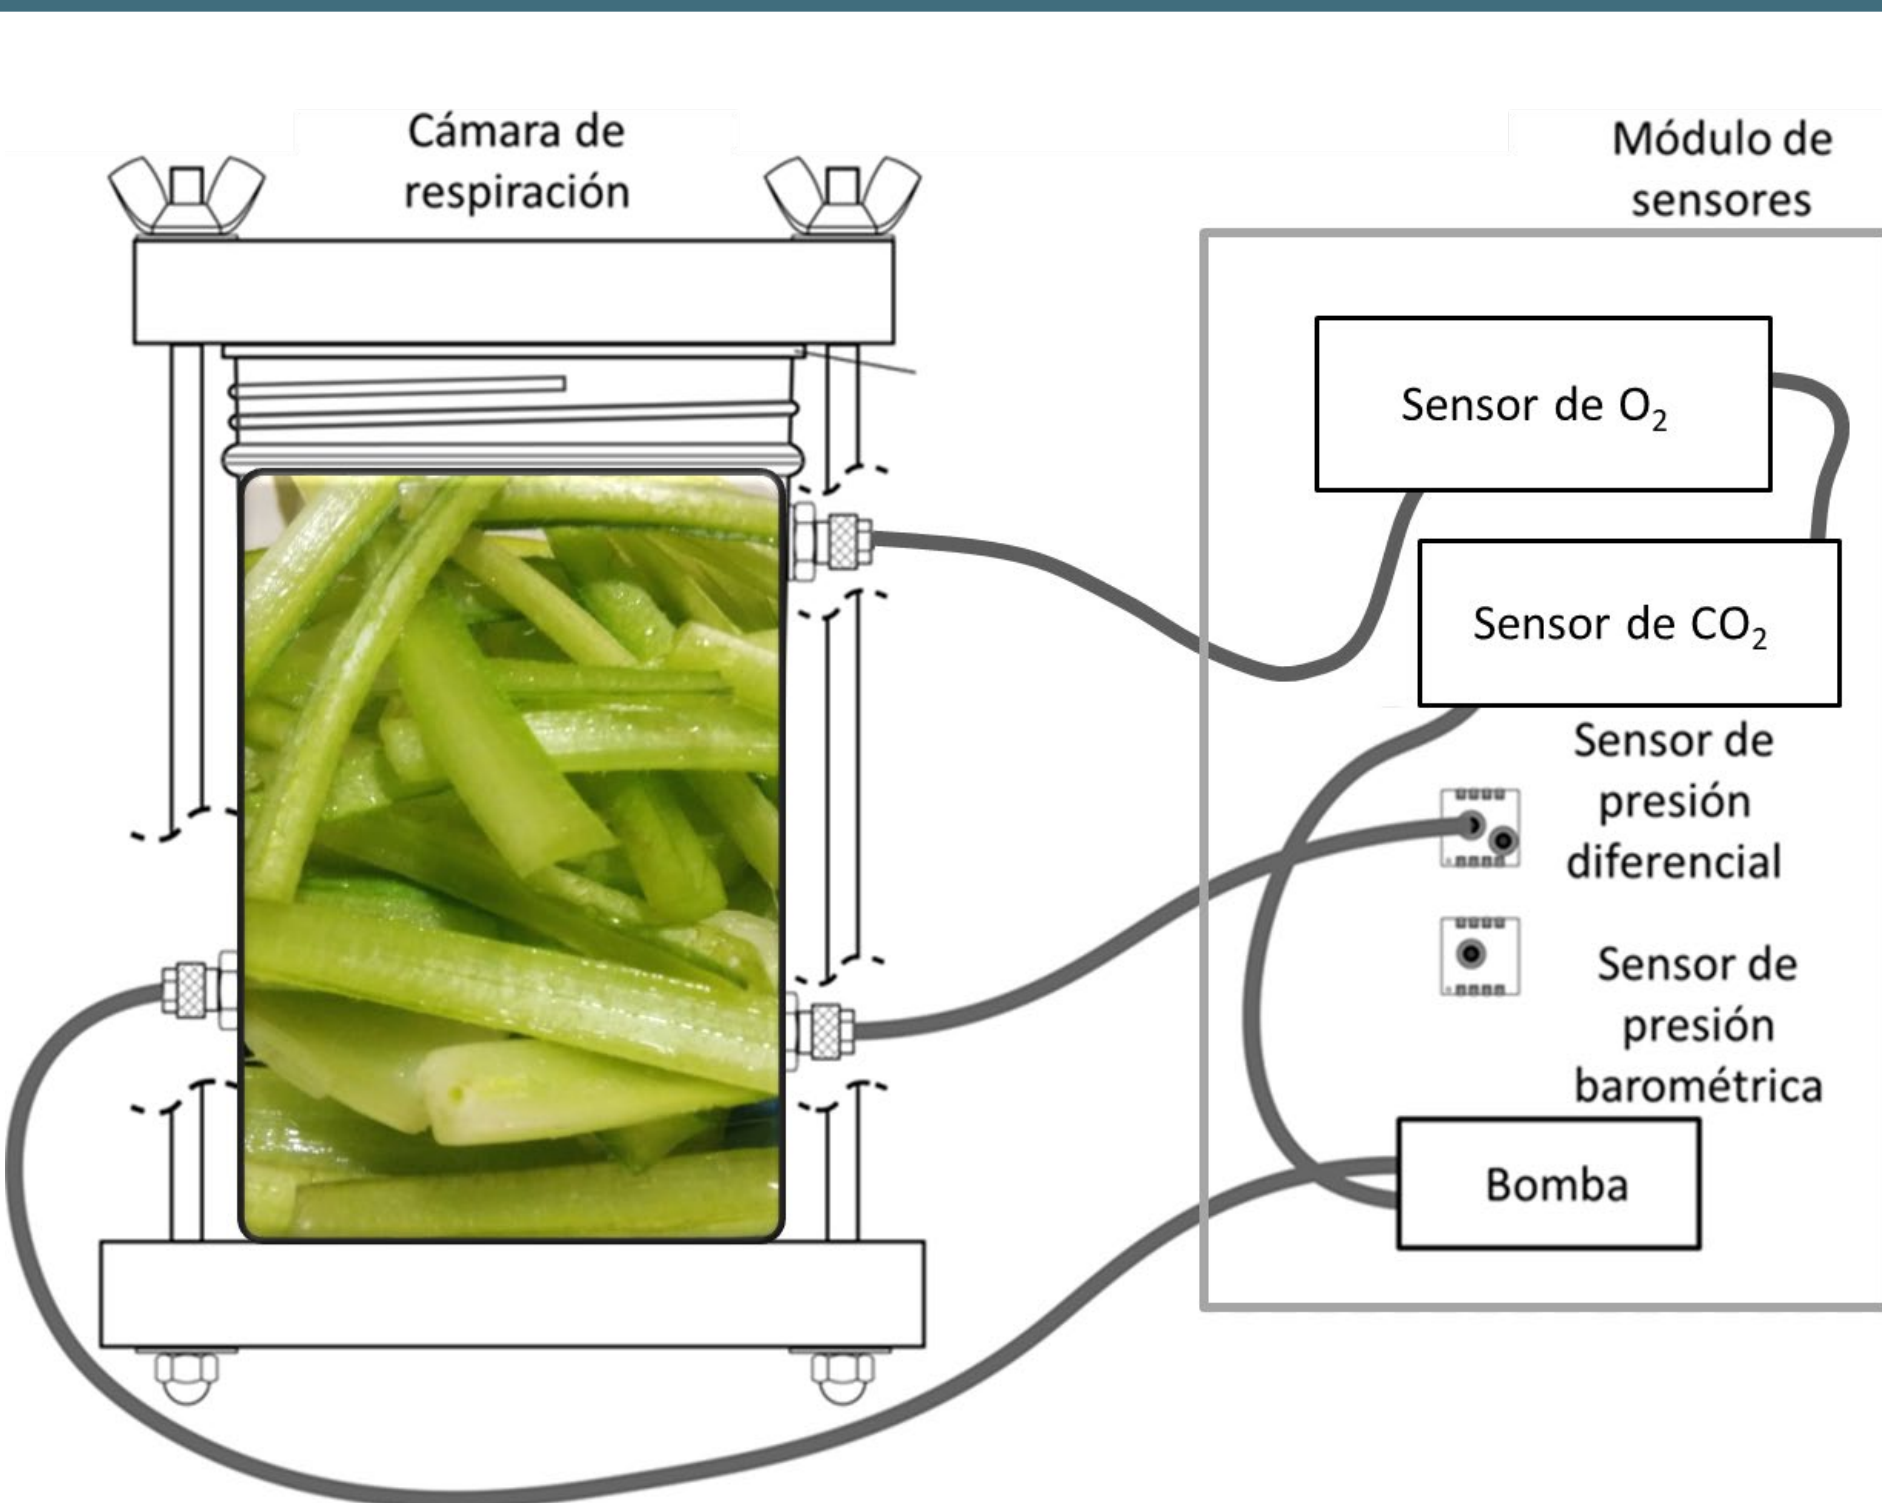 Cámara de
respiración
Módulo de
sensores
Sensor de O₂
Sensor de CO₂
Sensor de
presión
diferencial
Sensor de
presión
barométrica
Bomba